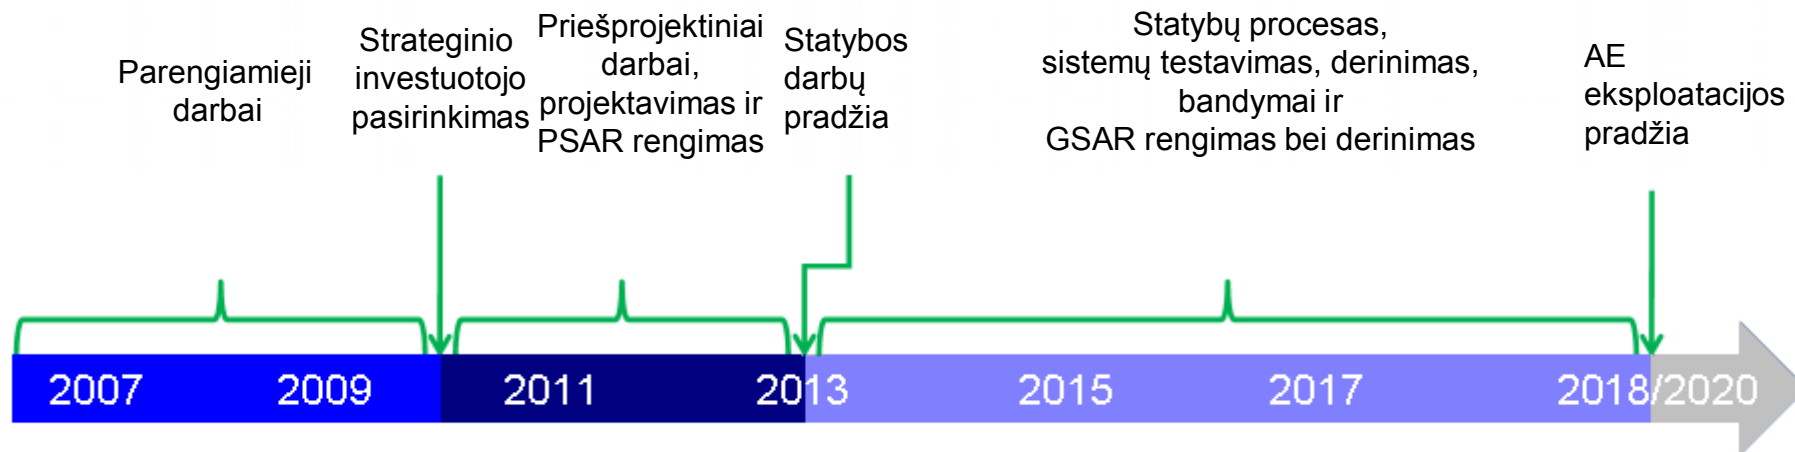 Parengiamieji
darbai
Strateginio
investuotojo
pasirinkimas
Priešprojektiniai
darbai,
projektavimas ir
PSAR rengimas
Statybos
darbų
pradžia
Statybų procesas,
sistemų testavimas, derinimas,
bandymai ir
GSAR rengimas bei derinimas
AE
eksploatacijos
pradžia
2007 2009 2011 2013 2015 2017 2018/2020